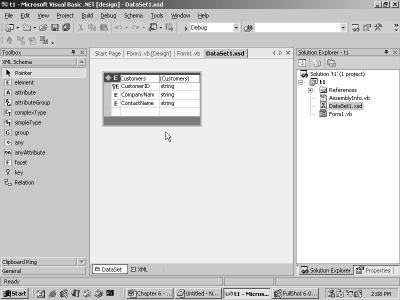 t1 - Microsoft Visual Basic .NET [design] - DataSet1.xsd
File Edit View Project Build Debug Schema Tools Window Help
Debug
Toolbox
XML Schema
Pointer
element
attribute
attributeGroup
complexType
simpleType
group
any
anyAttribute
facet
key
Relation
Clipboard Ring
General
Start Page Form1.vb [Design] Form1.vb DataSet1.xsd
E Customers (Customers)
E CustomerID string
E CompanyNam string
E ContactName string
DataSet XML
Solution Explorer - t1
Solution 't1' (1 project)
t1
References
AssemblyInfo.vb
DataSet1.xsd
Form1.vb
Solution Explorer Properties
Ready
Start Chapter 6 - ... Untitled - N... t1 - Micros... FullShot 6.0... 2:08 PM